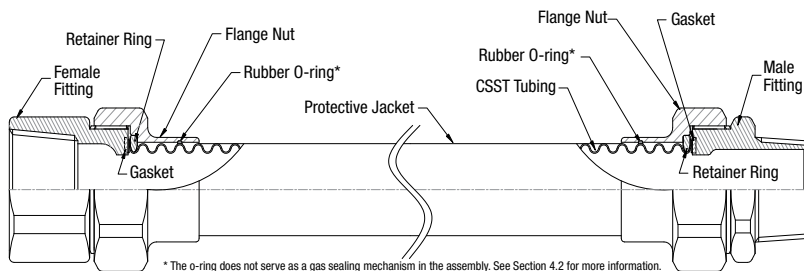 Retainer Ring
Flange Nut
Rubber O-ring*
Female
Fitting
Gasket
Protective Jacket
Flange Nut
Gasket
Rubber O-ring*
CSST Tubing
Male
Fitting
Retainer Ring
* The o-ring does not serve as a gas sealing mechanism in the assembly. See Section 4.2 for more information.